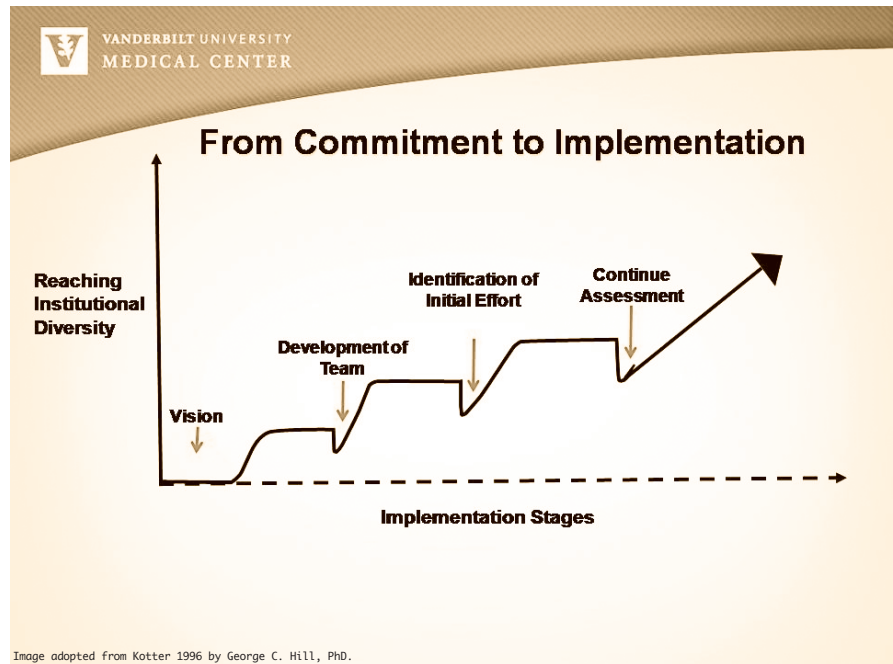 VANDERBILT UNIVERSITY
MEDICAL CENTER
From Commitment to Implementation
Reaching
Institutional
Diversity
Vision
Development of
Team
Identification of
Initial Effort
Continue
Assessment
Implementation Stages
Image adopted from Kotter 1996 by George C. Hill, PhD.